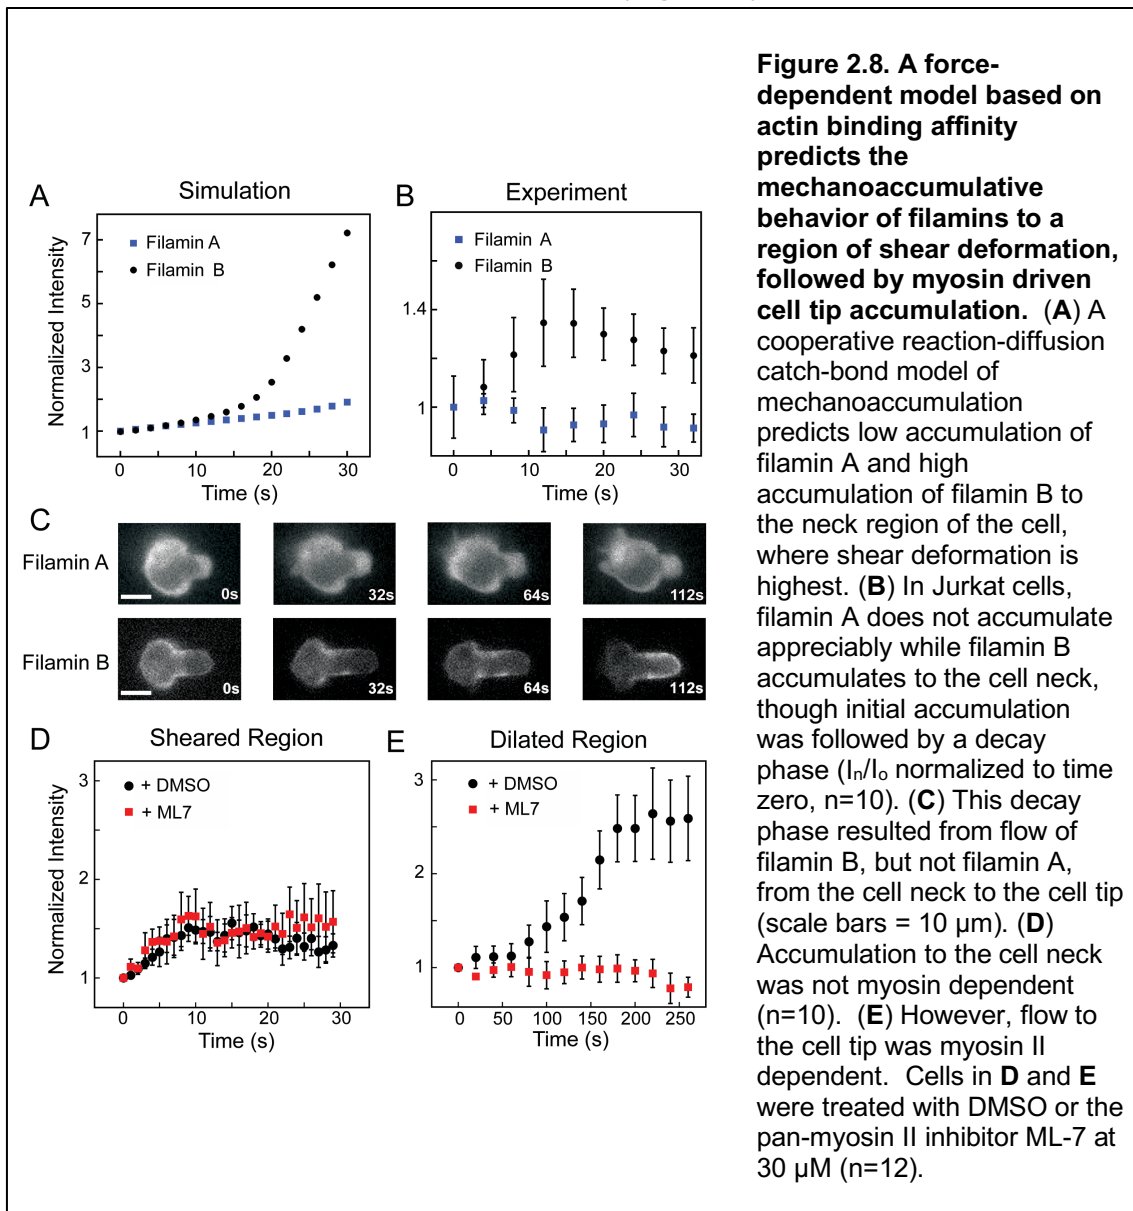 A
Simulation
Normalized Intensity
7
5
3
1
Filamin A
Filamin B
0
10
20
30
Time (s)
B
Experiment
1.4
1
Filamin A
Filamin B
0
10
20
30
Time (s)
C
Filamin A
0s
32s
64s
112s
Filamin B
0s
32s
64s
112s
D
Sheared Region
Normalized Intensity
3
2
1
+ DMSO
+ ML7
0
10
20
30
Time (s)
E
Dilated Region
3
2
1
+ DMSO
+ ML7
0
50
100
150
200
250
Time (s)
Figure 2.8. A force-
dependent model based on
actin binding affinity
predicts the
mechanoaccumulative
behavior of filamins to a
region of shear deformation,
followed by myosin driven
cell tip accumulation. (A) A
cooperative reaction-diffusion
catch-bond model of
mechanoaccumulation
predicts low accumulation of
filamin A and high
accumulation of filamin B to
the neck region of the cell,
where shear deformation is
highest. (B) In Jurkat cells,
filamin A does not accumulate
appreciably while filamin B
accumulates to the cell neck,
though initial accumulation
was followed by a decay
phase (In/Io normalized to time
zero, n=10). (C) This decay
phase resulted from flow of
filamin B, but not filamin A,
from the cell neck to the cell tip
(scale bars = 10 µm). (D)
Accumulation to the cell neck
was not myosin dependent
(n=10). (E) However, flow to
the cell tip was myosin II
dependent. Cells in D and E
were treated with DMSO or the
pan-myosin II inhibitor ML-7 at
30 µM (n=12).